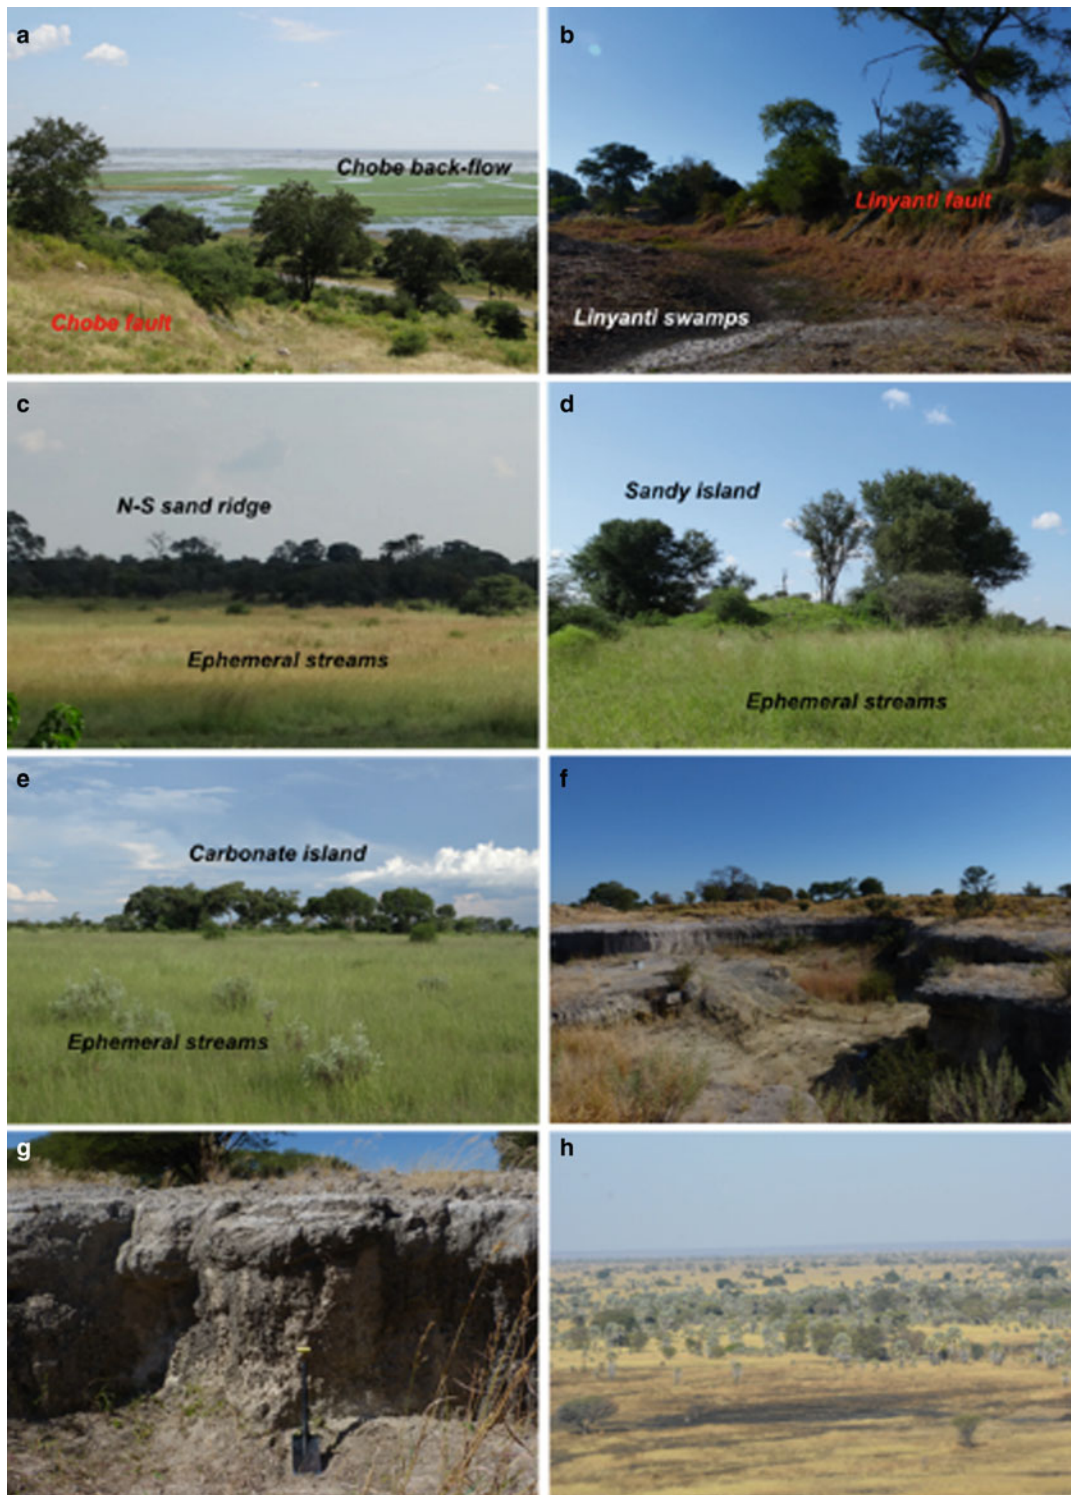 a
Chobe back-flow
Chobe fault
b
Linyanti fault
Linyanti swamps
c
N-S sand ridge
Ephemeral streams
d
Sandy island
Ephemeral streams
e
Carbonate island
Ephemeral streams
f
g
h